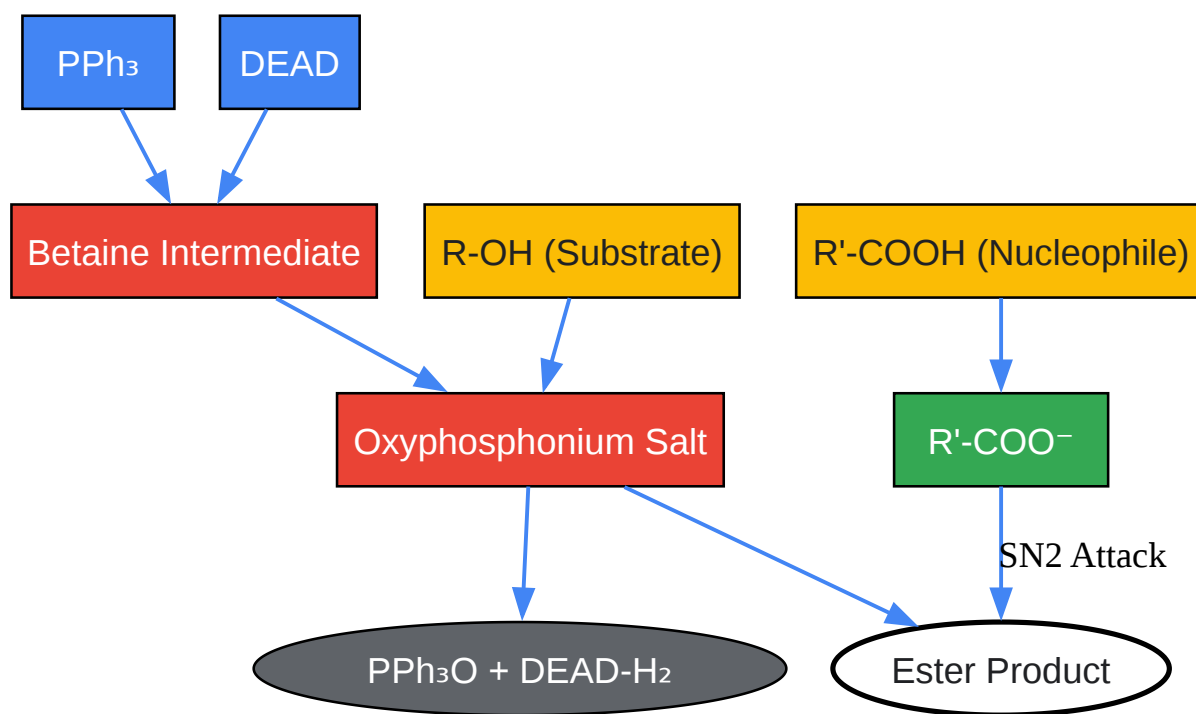 PPh₃
DEAD
Betaine Intermediate
R-OH (Substrate)
R'-COOH (Nucleophile)
Oxyphosphonium Salt
R'-COO⁻
SN2 Attack
PPh₃O + DEAD-H₂
Ester Product